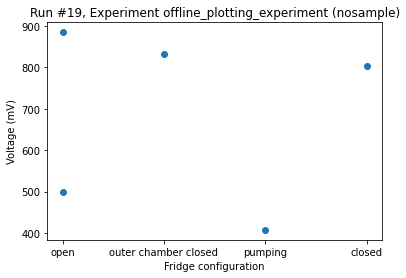 Run #19, Experiment offline_plotting_experiment (nosample)
900
800
700
600
500
400
Voltage (mV)
open
outer chamber closed
pumping
closed
Fridge configuration